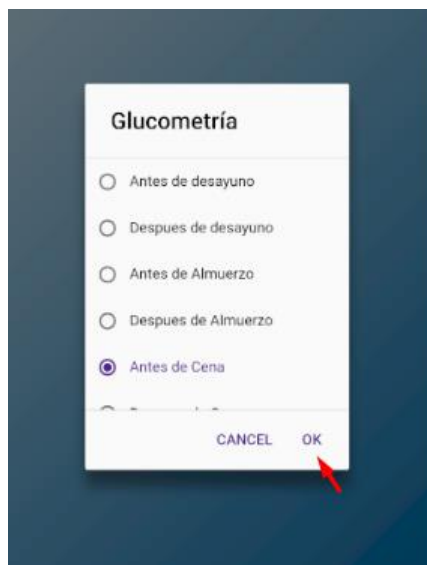 Glucometría
Antes de desayuno
Despues de desayuno
Antes de Almuerzo
Despues de Almuerzo
Antes de Cena
CANCEL OK